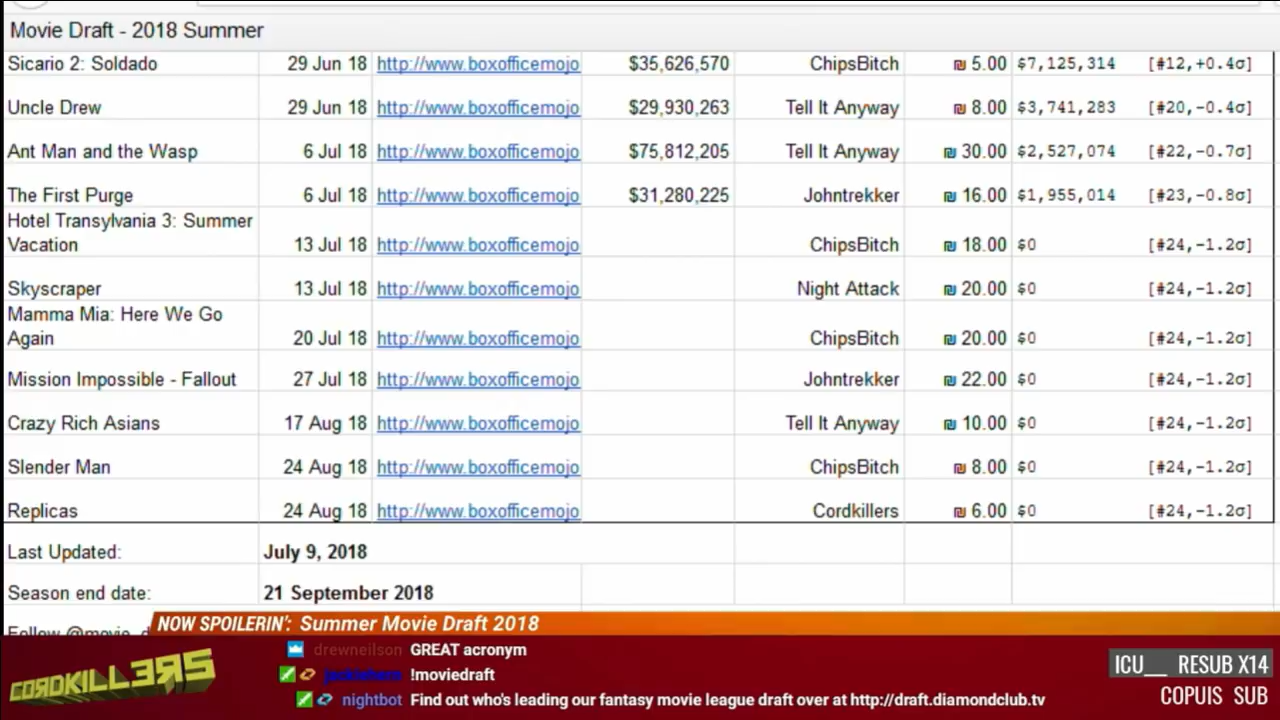 Movie Draft - 2018 Summer
Sicario 2: Soldado 29 Jun 18 http://www.boxofficemojo $35,626,570 ChipsBitch ₪ 5.00 $7,125,314 [#12,+0.4σ]
Uncle Drew 29 Jun 18 http://www.boxofficemojo $29,930,263 Tell It Anyway ₪ 8.00 $3,741,283 [#20,-0.4σ]
Ant Man and the Wasp 6 Jul 18 http://www.boxofficemojo $75,812,205 Tell It Anyway ₪ 30.00 $2,527,074 [#22,-0.7σ]
The First Purge 6 Jul 18 http://www.boxofficemojo $31,280,225 Johntrekker ₪ 16.00 $1,955,014 [#23,-0.8σ]
Hotel Transylvania 3: Summer
Vacation 13 Jul 18 http://www.boxofficemojo ChipsBitch ₪ 18.00 $0 [#24,-1.2σ]
Skyscraper 13 Jul 18 http://www.boxofficemojo Night Attack ₪ 20.00 $0 [#24,-1.2σ]
Mamma Mia: Here We Go
Again 20 Jul 18 http://www.boxofficemojo ChipsBitch ₪ 20.00 $0 [#24,-1.2σ]
Mission Impossible - Fallout 27 Jul 18 http://www.boxofficemojo Johntrekker ₪ 22.00 $0 [#24,-1.2σ]
Crazy Rich Asians 17 Aug 18 http://www.boxofficemojo Tell It Anyway ₪ 10.00 $0 [#24,-1.2σ]
Slender Man 24 Aug 18 http://www.boxofficemojo ChipsBitch ₪ 8.00 $0 [#24,-1.2σ]
Replicas 24 Aug 18 http://www.boxofficemojo Cordkillers ₪ 6.00 $0 [#24,-1.2σ]
Last Updated: July 9, 2018
Season end date: 21 September 2018
Follow @movie_d
NOW SPOILERIN': Summer Movie Draft 2018
CORDKILLERS
drewneilson GREAT acronym
!moviedraft
nightbot Find out who's leading our fantasy movie league draft over at http://draft.diamondclub.tv
ICU__ RESUB X14
COPUIS SUB